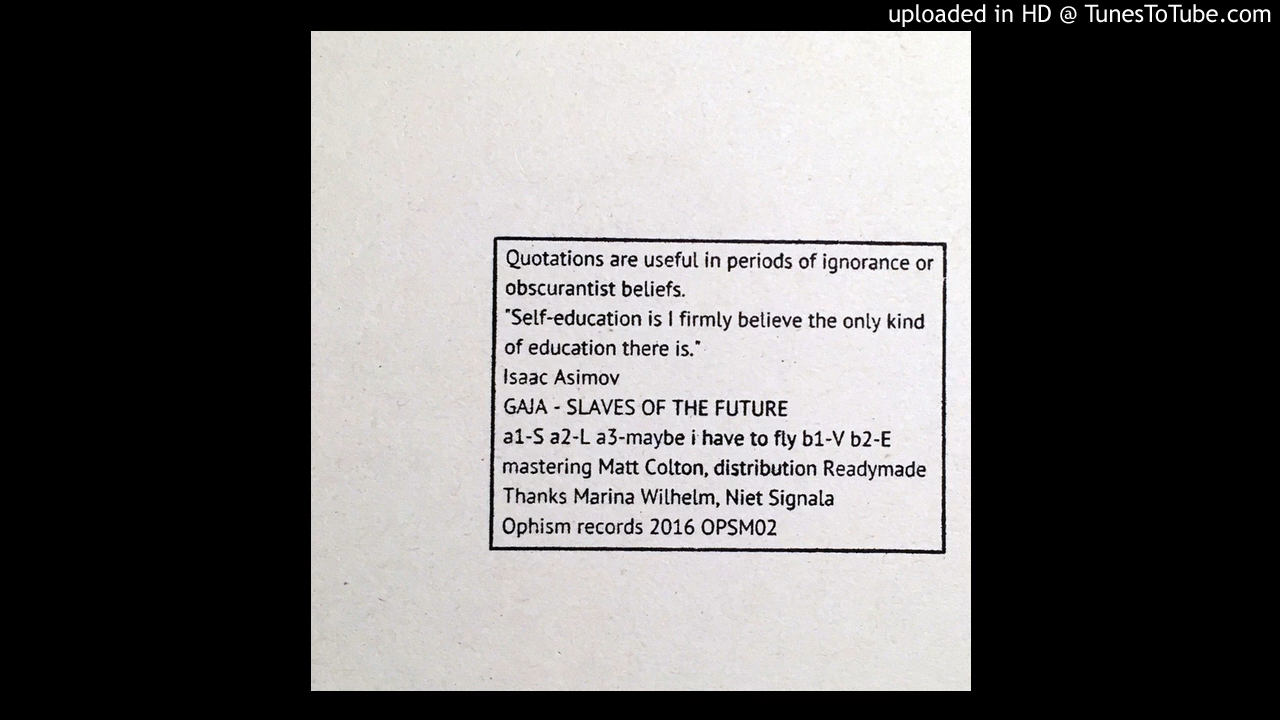 uploaded in HD @ TunesToTube.com
Quotations are useful in periods of ignorance or
obscurantist beliefs.
"Self-education is I firmly believe the only kind
of education there is."
Isaac Asimov
GAJA - SLAVES OF THE FUTURE
a1-S a2-L a3-maybe i have to fly b1-V b2-E
mastering Matt Colton, distribution Readymade
Thanks Marina Wilhelm, Niet Signala
Ophism records 2016 OPSM02